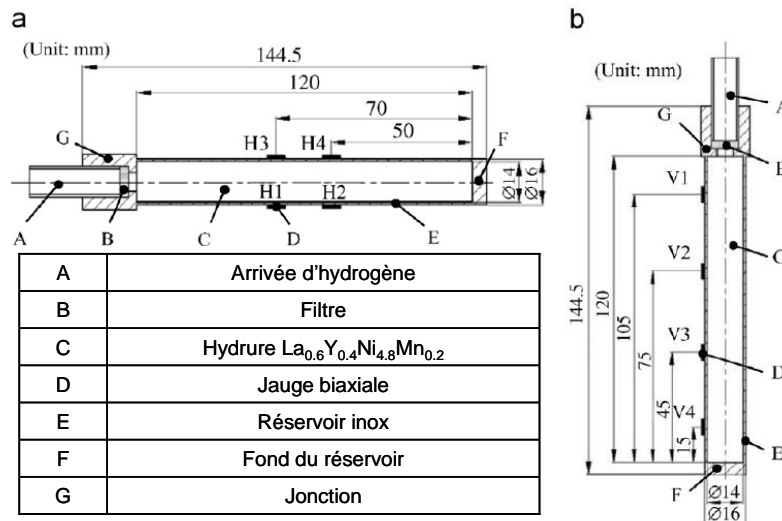 a
(Unit: mm)
144.5
120
70
50
G
H3
H4
F
H1
H2
Ø14
Ø16
A
B
C
D
E
A Arrivée d'hydrogène
B Filtre
C Hydrure La0.6Y0.4Ni4.8Mn0.2
D Jauge biaxiale
E Réservoir inox
F Fond du réservoir
G Jonction
b
(Unit: mm)
A
G
V1
V2
C
144.5
120
105
75
V3
45
D
V4
15
E
F
Ø14
Ø16